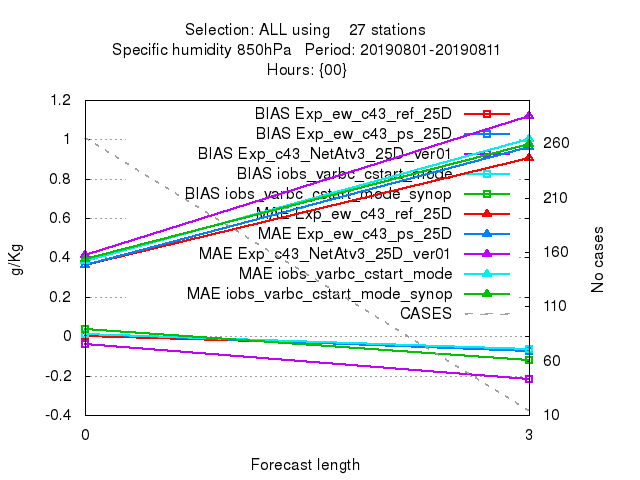 Selection: ALL using    27 stations
Specific humidity 850hPa   Period: 20190801-20190811
Hours: {00}
1.2
1
0.8
0.6
0.4
0.2
0
-0.2
-0.4
g/Kg
BIAS Exp_ew_c43_ref_25D
BIAS Exp_ew_c43_ps_25D
BIAS Exp_c43_NetAtv3_25D_ver01
BIAS iobs_varbc_cstart_mode
BIAS iobs_varbc_cstart_mode_synop
MAE Exp_ew_c43_ref_25D
MAE Exp_ew_c43_ps_25D
MAE Exp_c43_NetAtv3_25D_ver01
MAE iobs_varbc_cstart_mode
MAE iobs_varbc_cstart_mode_synop
CASES
260
210
160
110
60
10
No cases
0 3
Forecast length